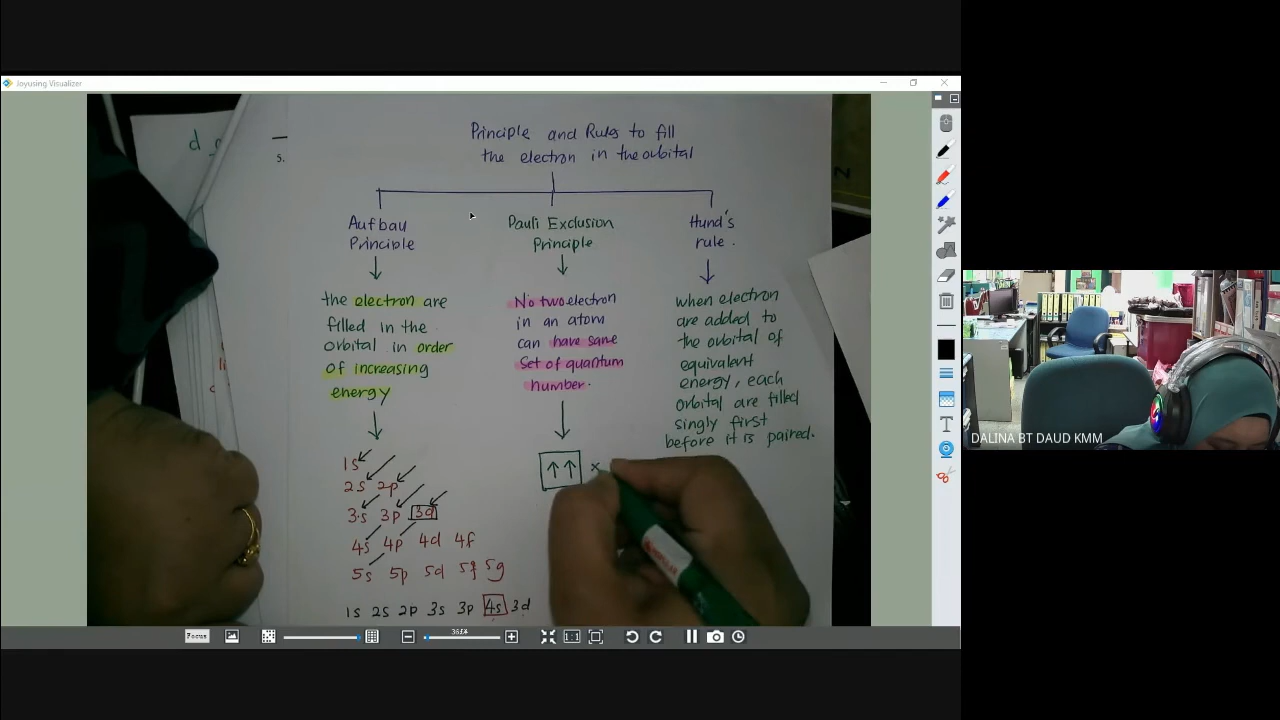 Joyusing Visualizer
5.
Principle and Rules to fill
the electron in the orbital
Aufbau
Principle
the electron are
filled in the
orbital in order
of increasing
energy
1s
2s 2p
3s 3p 3d
4s 4p 4d 4f
5s 5p 5d 5f 5g
1s 2s 2p 3s 3p 4s 3d
Pauli Exclusion
Principle
No two electron
in an atom
can have same
Set of quantum
number.
↑↑ ×
Hund's
rule.
when electron
are added to
the orbital of
equivalent
energy, each
orbital are filled
singly first
before it is paired.
Focus
1:1
T
DALINA BT DAUD KMM